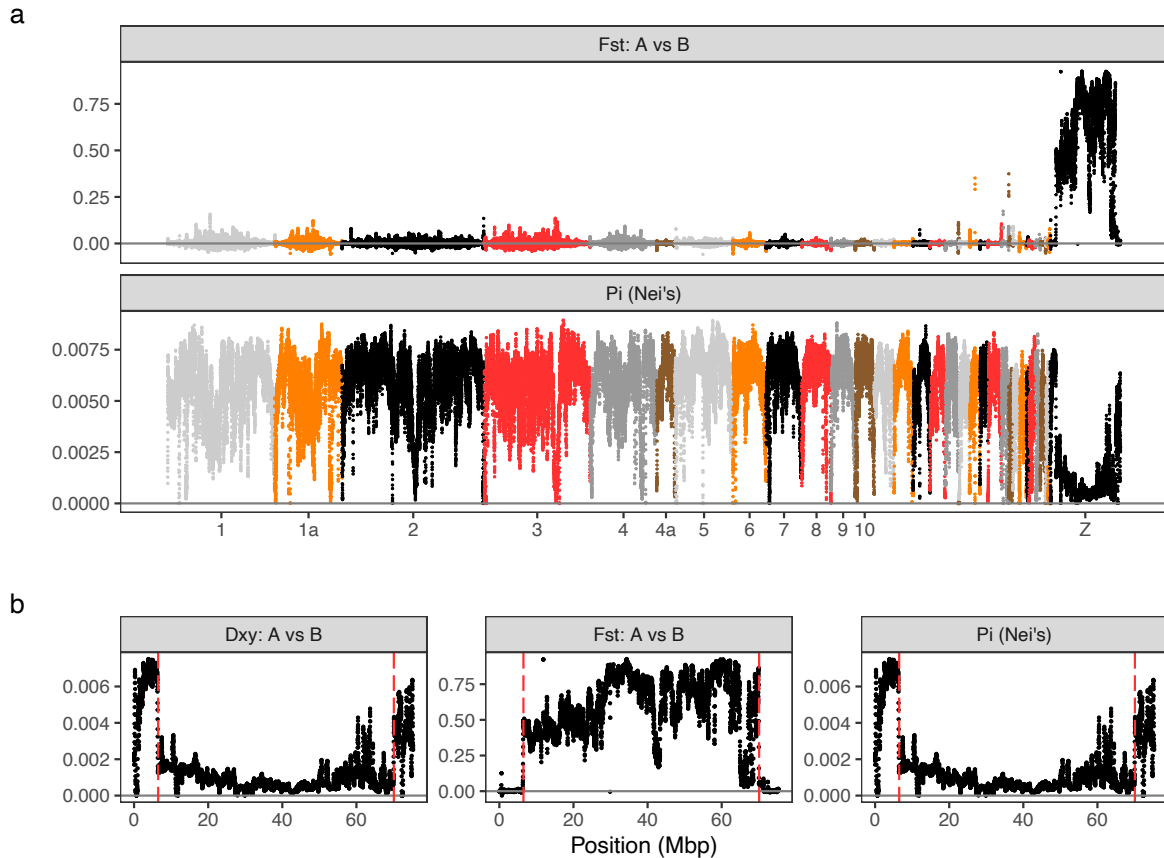 a
Fst: A vs B
0.75
0.50
0.25
0.00
Pi (Nei's)
0.0075
0.0050
0.0025
0.0000
1 1a 2 3 4 4a 5 6 7 8 9 10 Z
b
Dxy: A vs B Fst: A vs B Pi (Nei's)
0.006 0.75 0.006
0.004 0.50 0.004
0.002 0.25 0.002
0.000 0.00 0.000
0 20 40 60 0 20 40 60 0 20 40 60
Position (Mbp)